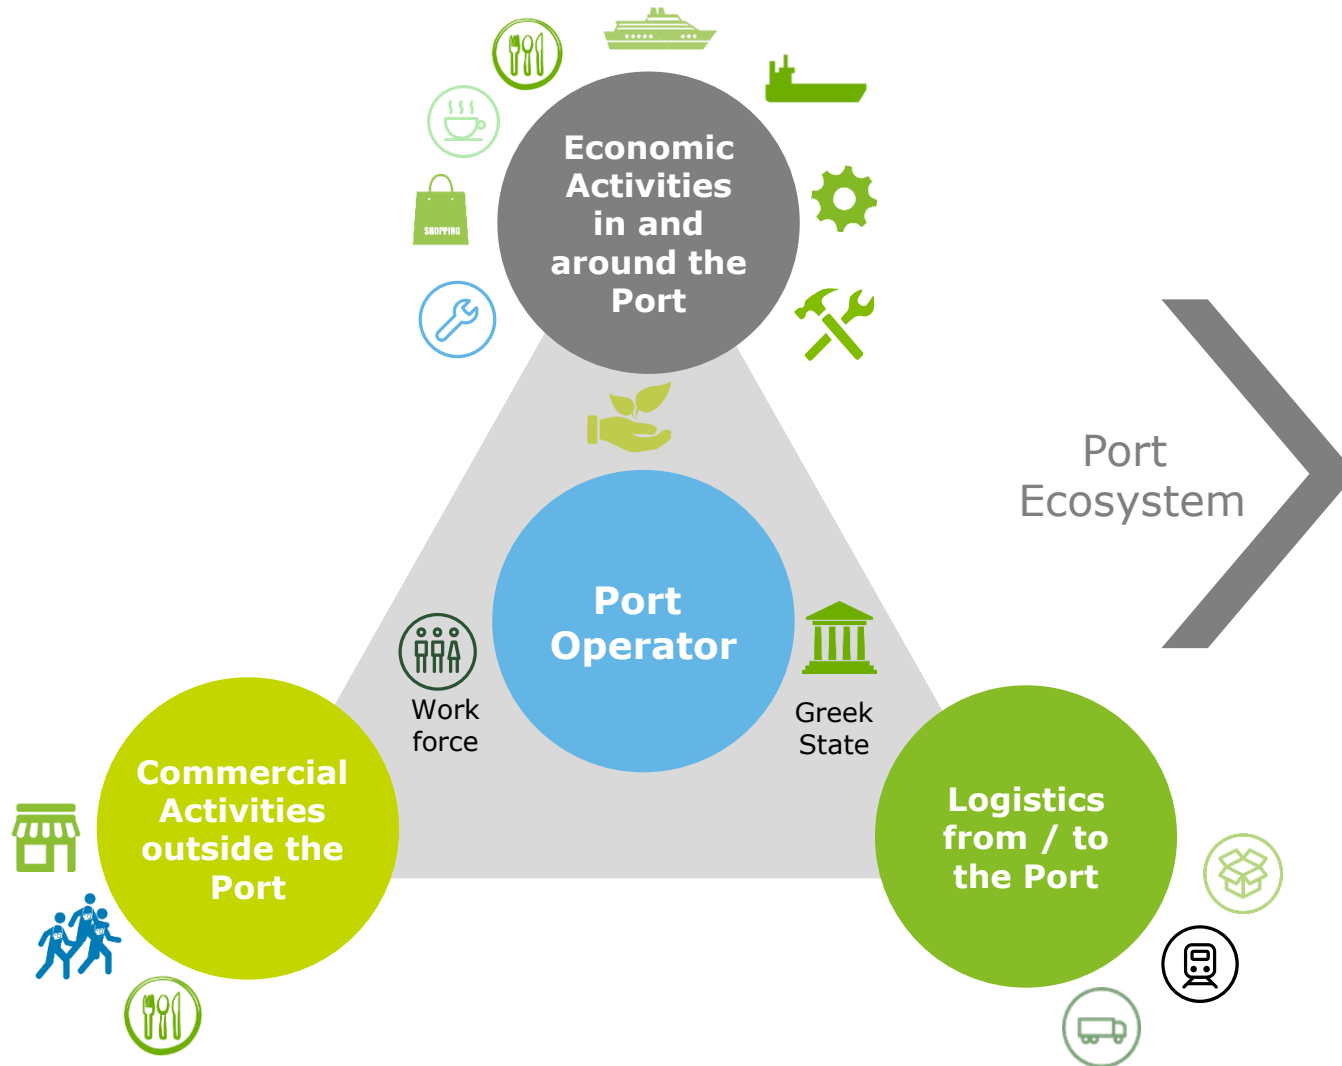 Economic
Activities
in and
around the
Port
SHOPPING
Port
Ecosystem
Port
Operator
Work
force
Greek
State
Commercial
Activities
outside the
Port
Logistics
from / to
the Port